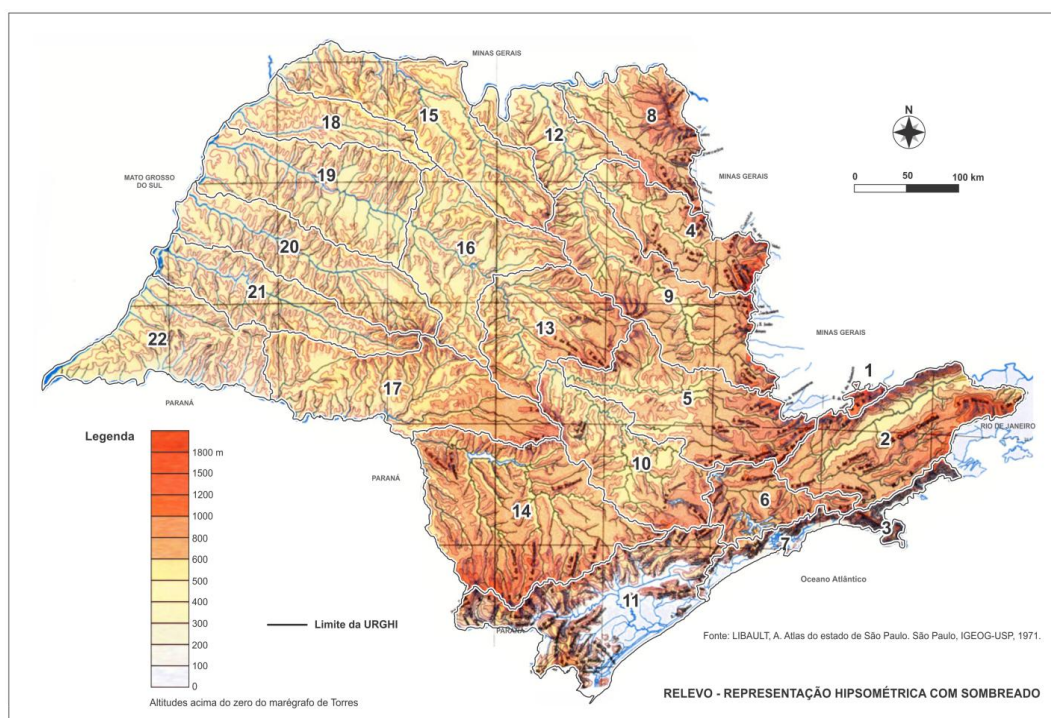 MINAS GERAIS
N
0 50 100 km
8
15
18
12
MATO GROSSO
DO SUL
19
MINAS GERAIS
4
20
16
9
21
13
MINAS GERAIS
22
1
17
5
2
PARANÁ
RIO DE JANEIRO
Legenda
1800 m
1500
1200
1000
800
600
500
400
300
200
100
0
PARANÁ
10
6
14
3
7
Oceano Atlântico
11
Limite da URGHI
PARANÁ
Fonte: LIBAULT, A. Atlas do estado de São Paulo. São Paulo, IGEOG-USP, 1971.
Altitudes acima do zero do marégrafo de Torres
RELEVO - REPRESENTAÇÃO HIPSOMÉTRICA COM SOMBREADO